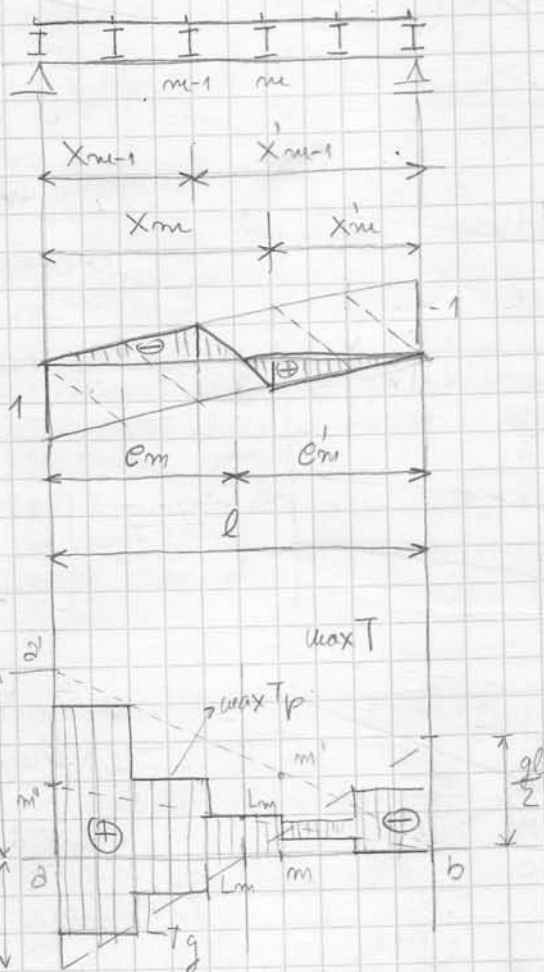 m-1 m
Xm-1 X'm-1
Xm X'm
⊖ -1
1 ⊕
em e'm
l
max T
a'
max Tp
m'
m" Lm gl/2
⊕ ⊖
a Lm m b
Tg